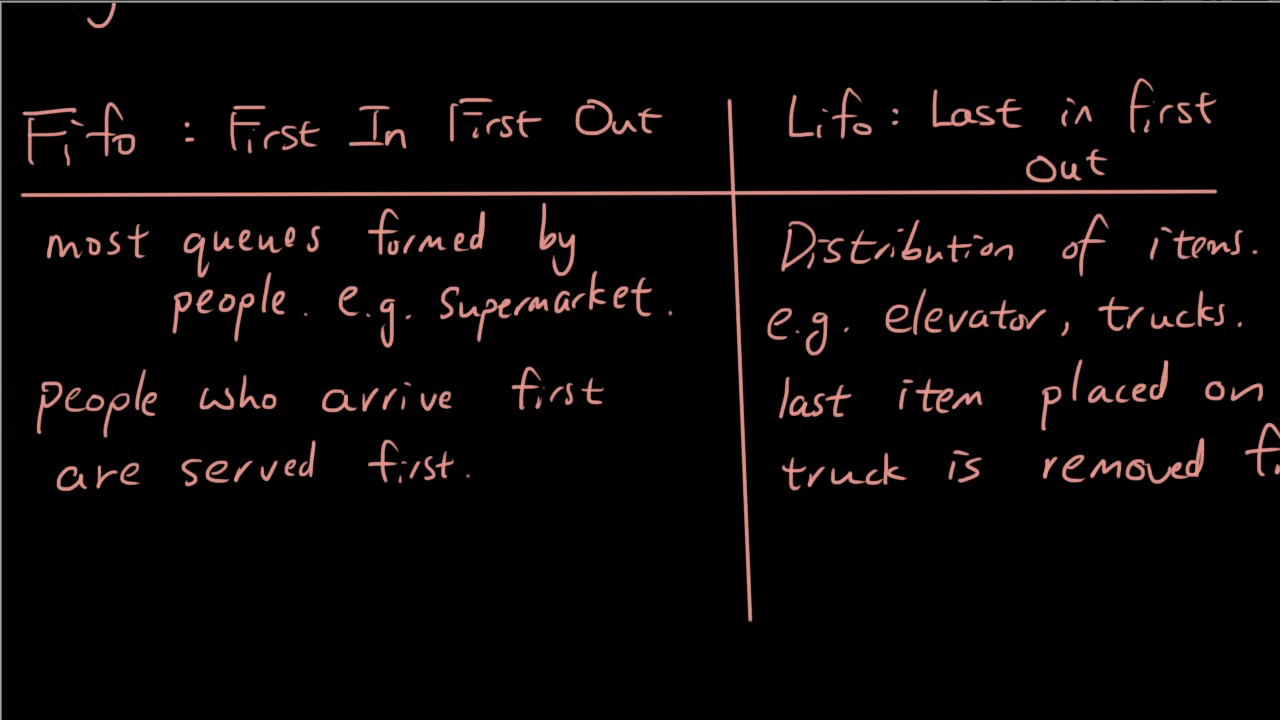 Fifo : First In First Out
most queues formed by
people. e.g. supermarket.
people who arrive first
are served first.
Lifo: Last in first
out
Distribution of items.
e.g. elevator, trucks.
last item placed on
truck is removed